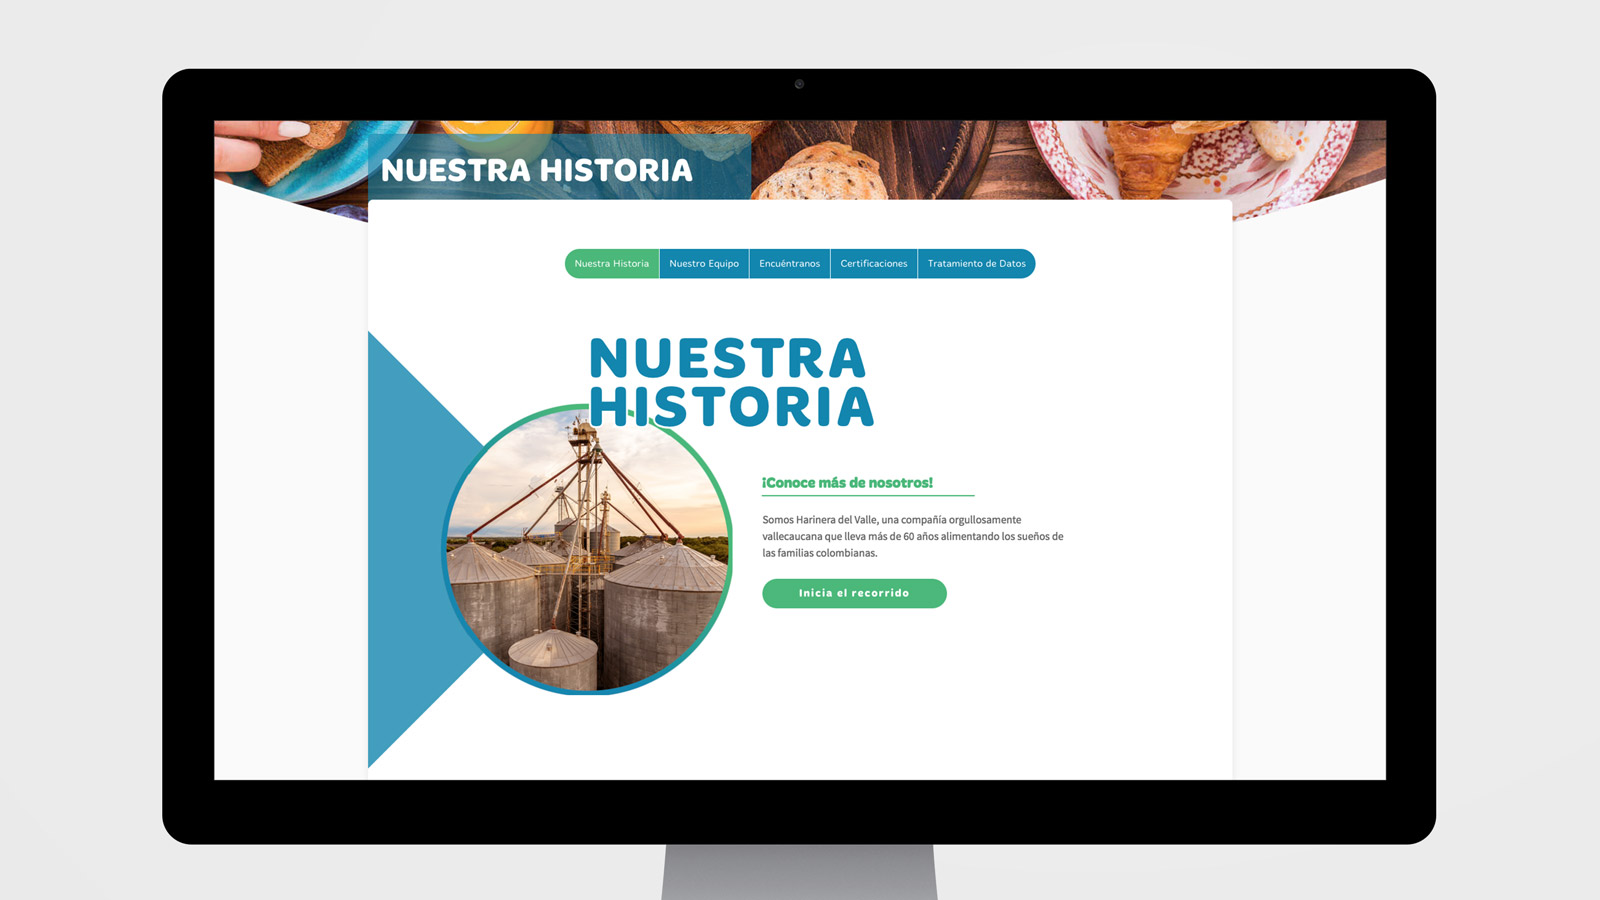 NUESTRA HISTORIA
Nuestra Historia
Nuestro Equipo
Encuéntranos
Certificaciones
Tratamiento de Datos
NUESTRA
HISTORIA
¡Conoce más de nosotros!
Somos Harinera del Valle, una compañía orgullosamente
vallecaucana que lleva más de 60 años alimentando los sueños de
las familias colombianas.
Inicia el recorrido